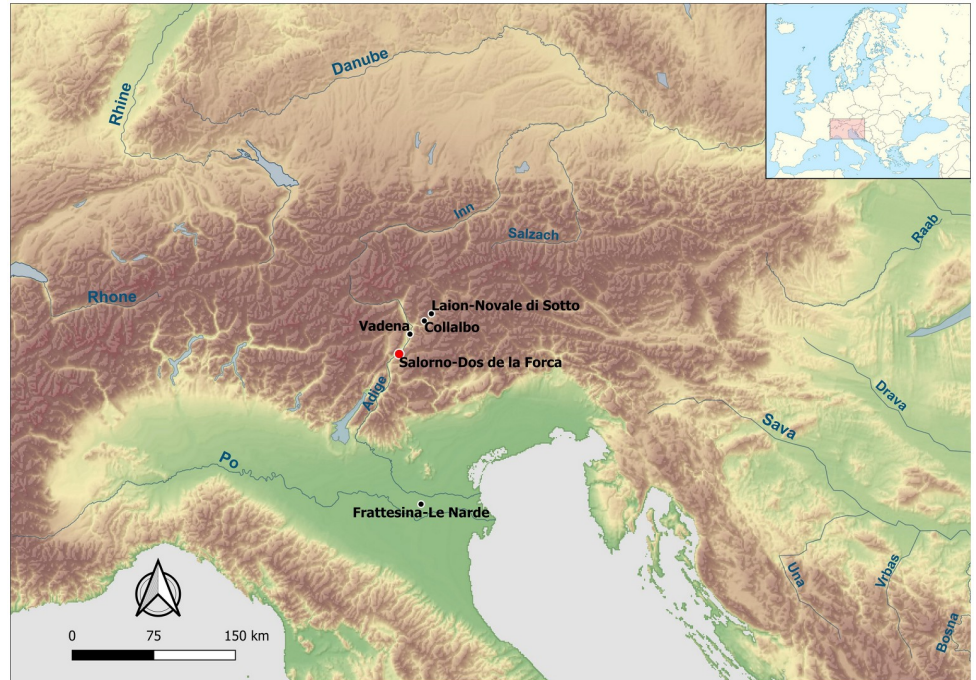 Danube
Rhine
Inn
Salzach
Raab
Rhone
Laion-Novale di Sotto
Vadena
Collalbo
Salorno-Dos de la Forca
Adige
Drava
Sava
Po
Frattesina-Le Narde
Una
Vrbas
Bosna
0 75 150 km